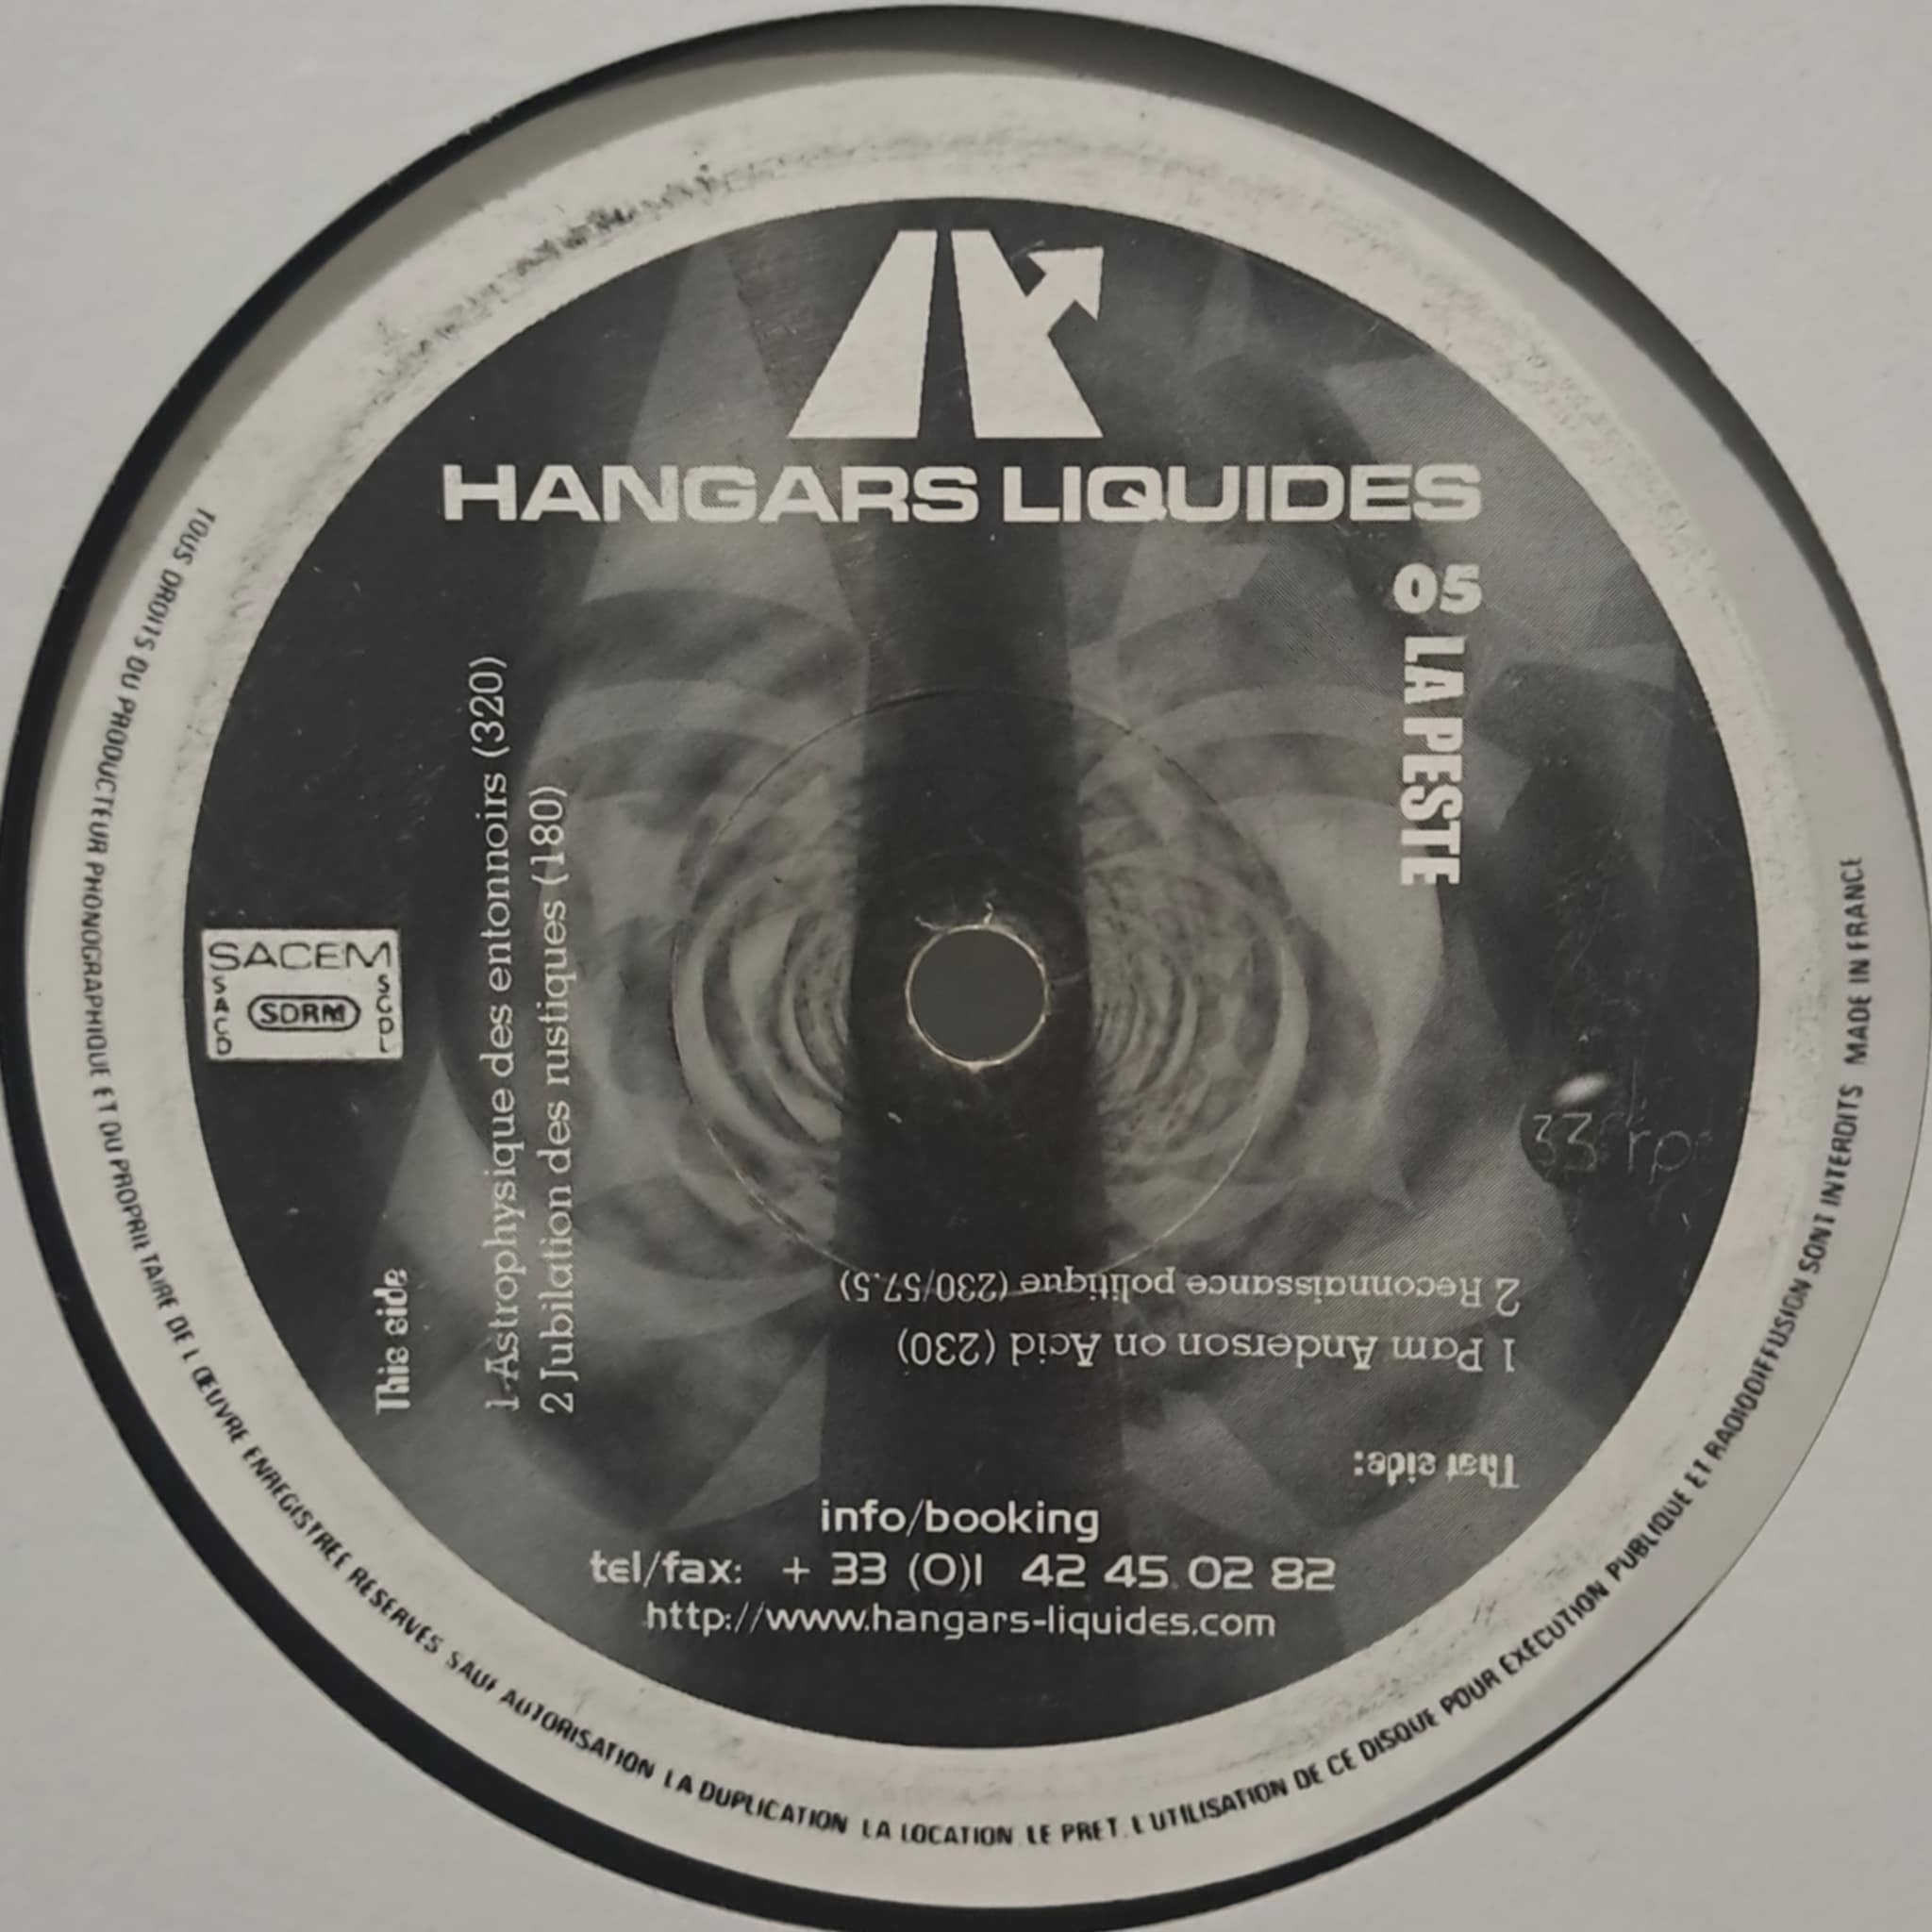 HANGARS LIQUIDES
05 LA PESTE
This side
1 Astrophysique des entonnoirs (320)
2 Jubilation des rustiques (180)
That side:
1 Pam Anderson on Acid (230)
2 Reconnaissance politique (230/57.5)
SACEM
SACD
SDRM
SCDL
33 rp
info/booking
tel/fax: + 33 (0)1 42 45 02 82
http://www.hangars-liquides.com
TOUS DROITS DU PRODUCTEUR PHONOGRAPHIQUE ET DU PROPRIETAIRE DE L ŒUVRE ENREGISTREE RESERVES SAUF AUTORISATION LA DUPLICATION LA LOCATION LE PRET. L UTILISATION DE CE DISQUE POUR EXECUTION PUBLIQUE ET RADIODIFFUSION SONT INTERDITS MADE IN FRANCE